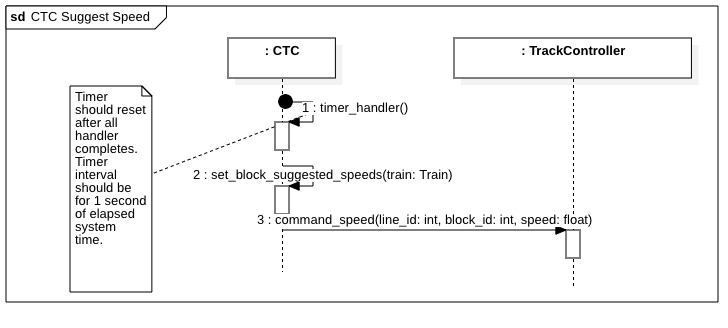 sd CTC Suggest Speed
: CTC
: TrackController
Timer
should reset
after all
handler
completes.
Timer
interval
should be
for 1 second
of elapsed
system
time.
1 : timer_handler()
2 : set_block_suggested_speeds(train: Train)
3 : command_speed(line_id: int, block_id: int, speed: float)